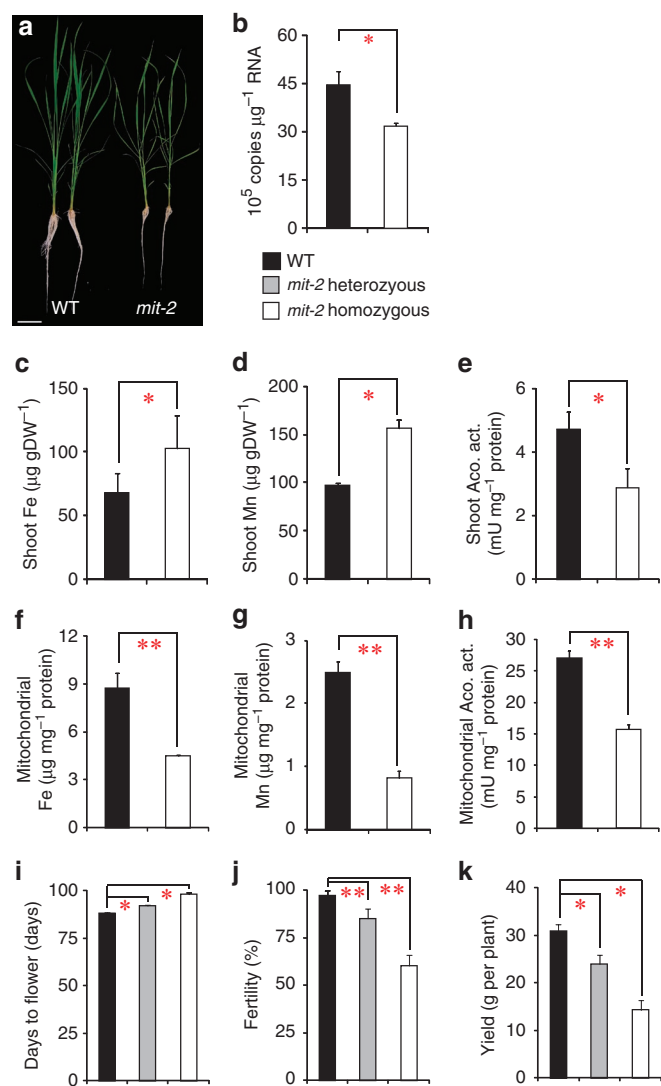 a
WT
mit-2
b
10⁵ copies µg⁻¹ RNA
60
45
30
15
0
*
WT
mit-2 heterozyous
mit-2 homozygous
c
Shoot Fe (µg gDW⁻¹)
150
100
50
0
*
d
Shoot Mn (µg gDW⁻¹)
200
150
100
50
0
*
e
Shoot Aco. act.
(mU mg⁻¹ protein)
6
4
2
0
*
f
Mitochondrial
Fe (µg mg⁻¹ protein)
12
9
6
3
0
**
g
Mitochondrial
Mn (µg mg⁻¹ protein)
3
2
1
0
**
h
Mitochondrial Aco. act.
(mU mg⁻¹ protein)
30
25
20
15
10
5
0
**
i
Days to flower (days)
100
75
50
25
0
* *
j
Fertility (%)
100
75
50
25
0
** **
k
Yield (g per plant)
40
30
20
10
0
* *